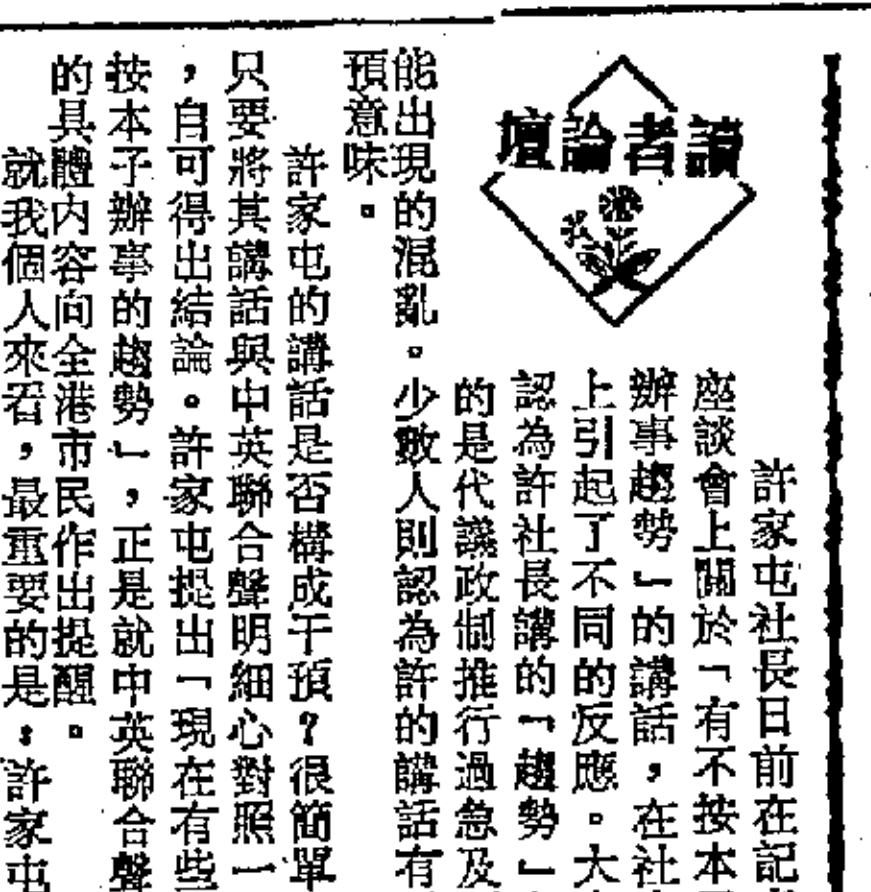 讀者論壇
許家屯社長日前在記
座談會上關於「有不按本
辦事趨勢」的講話，在社
上引起了不同的反應。大
認為許社長講的「趨勢」
的是代議政制推行過急及
能出現的混亂。少數人則認為許的講話有
預意味。
許家屯的講話是否構成干預？很簡單
只要將其講話與中英聯合聲明細心對照一
，自可得出結論。許家屯提出「現在有些
按本子辦事的趨勢」，正是就中英聯合聲
的具體内容向全港市民作出提醒。
就我個人來看，最重要的是：許家屯